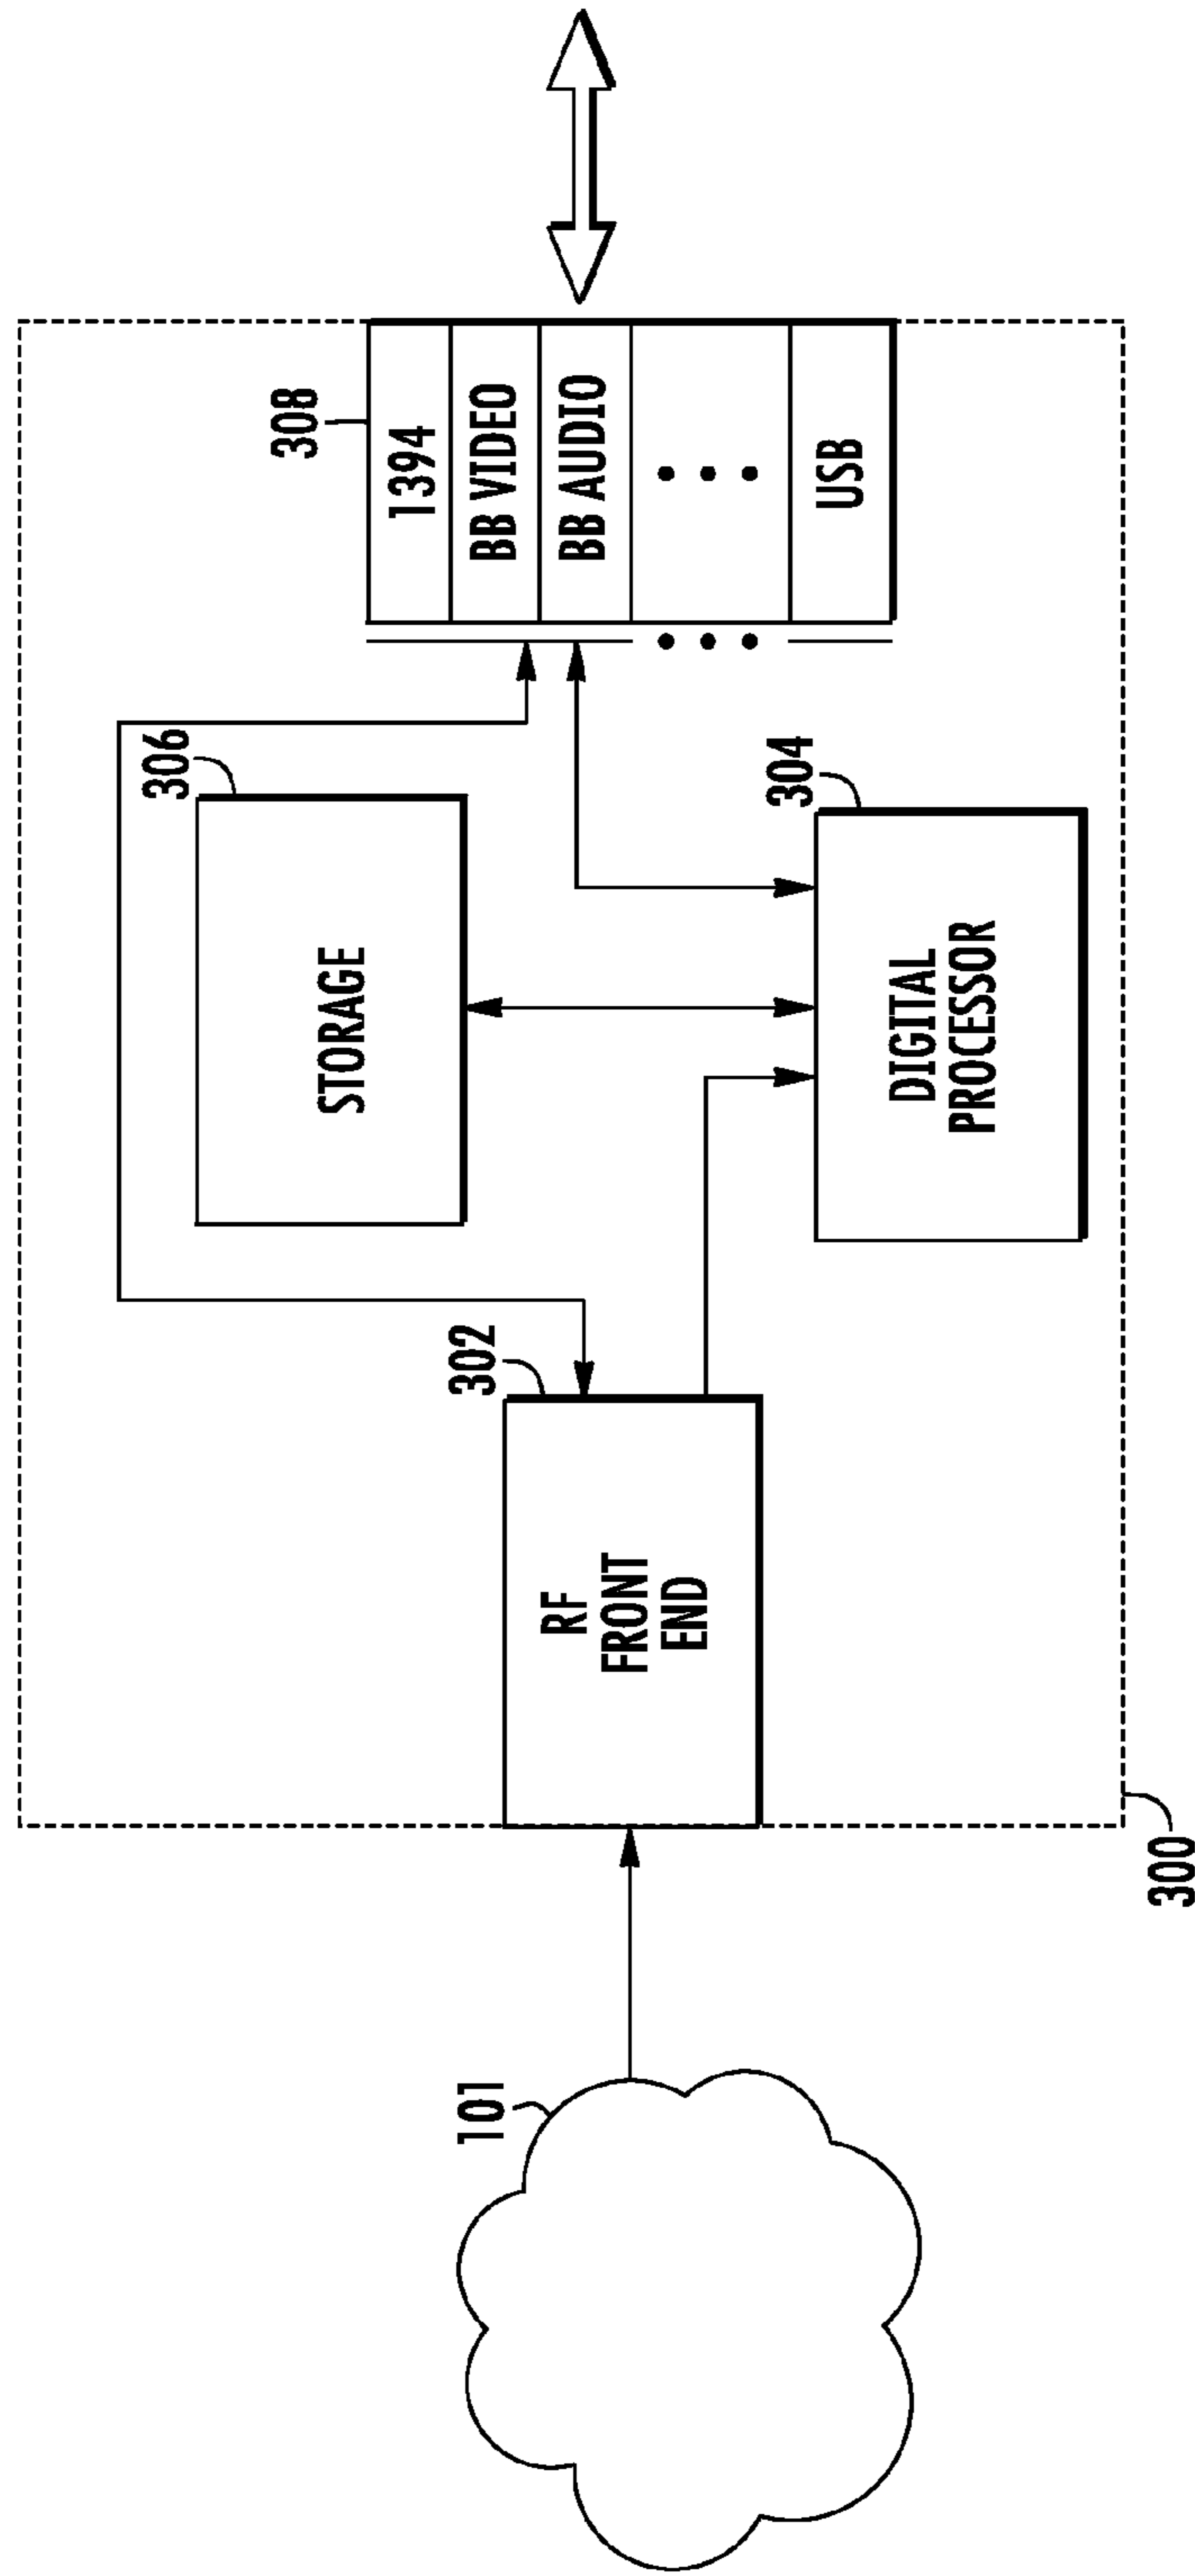 306
STORAGE
308
1394
BB VIDEO
BB AUDIO
USB
302
RF
FRONT
END
101
304
DIGITAL
PROCESSOR
300